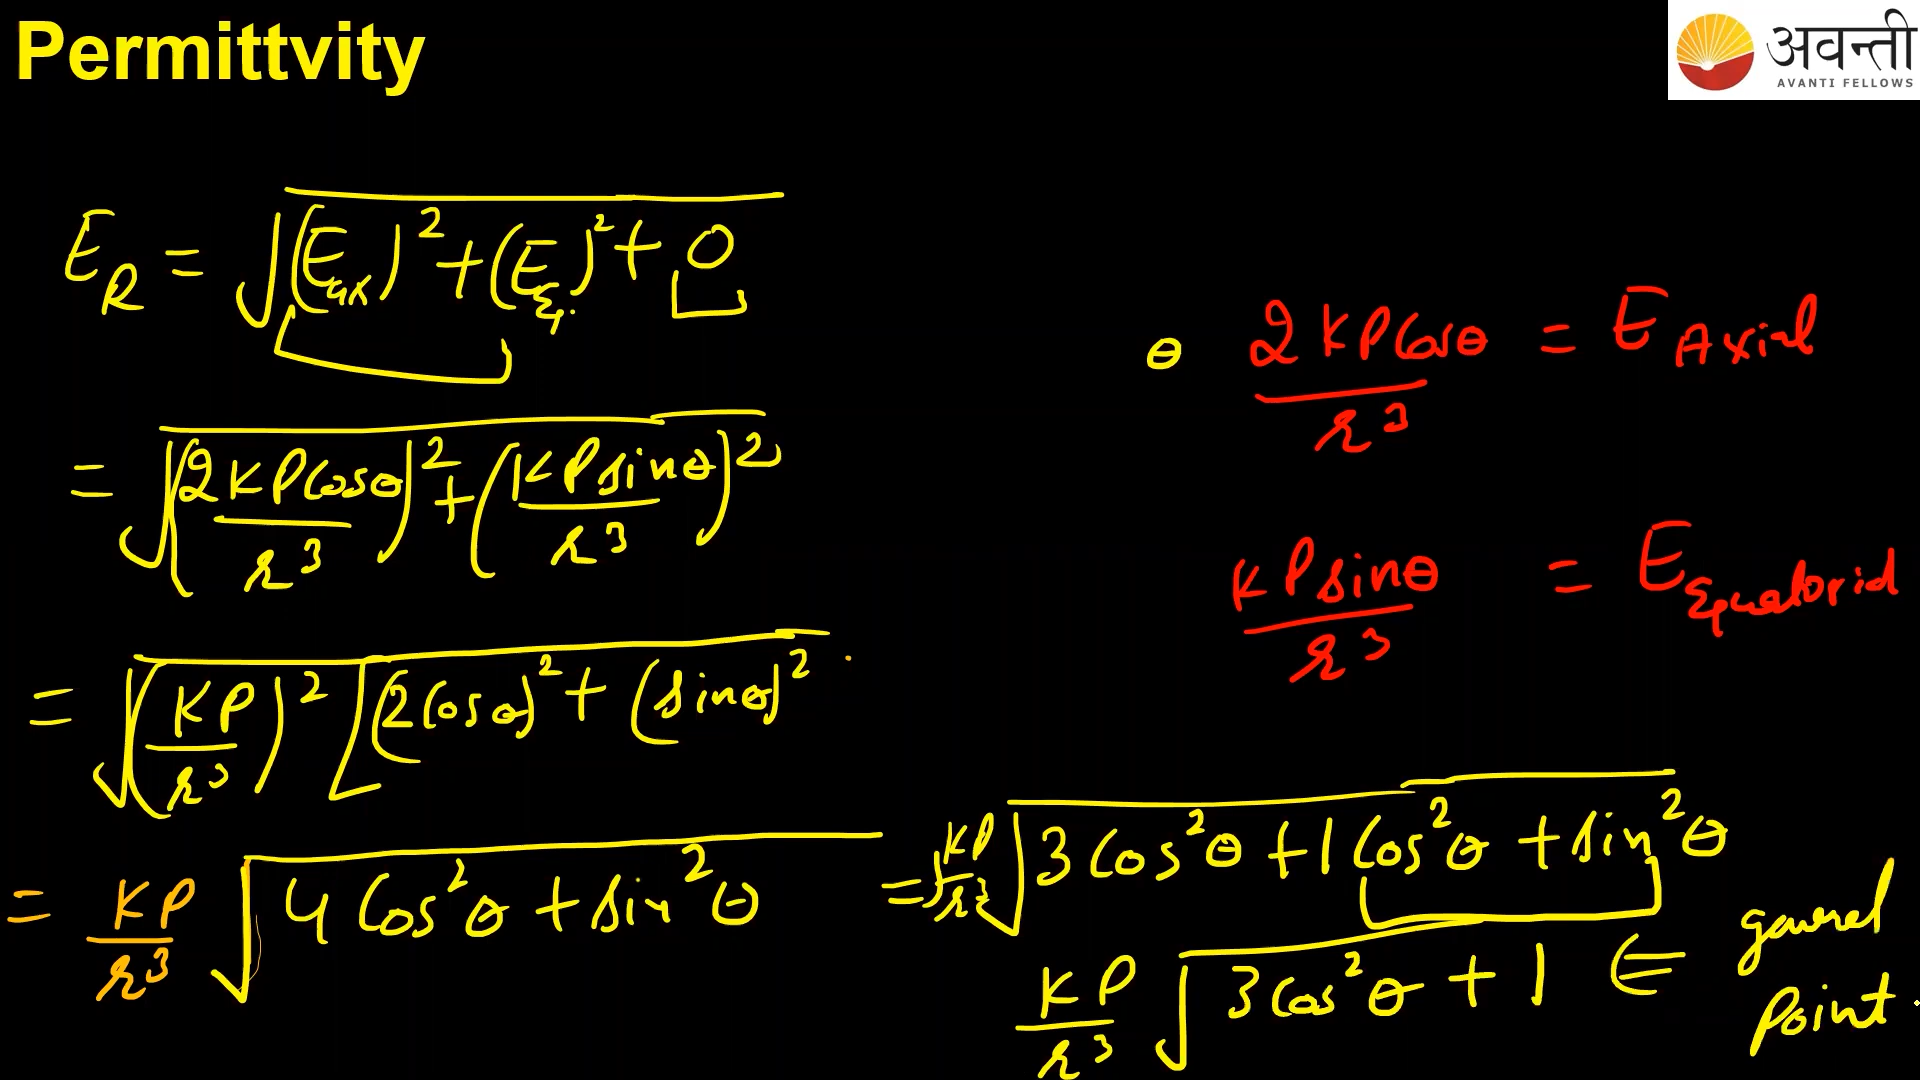 Permittvity
अवन्ती
AVANTI FELLOWS
E_R = √((E_ax)² + (E_Eq.)² + 0)
= √((2KPCosθ/r³)² + (KPsinθ/r³)²)
= √((KP/r³)² [(2Cosθ)² + (sinθ)²
= KP/r³ √(4Cos²θ + sin²θ)
θ 2KPCosθ/r³ = E_Axial
KPsinθ/r³ = E_Equatorial
= KP/r³ √(3Cos²θ + 1Cos²θ + sin²θ)
KP/r³ √(3Cos²θ + 1) ⇐ general
Point.